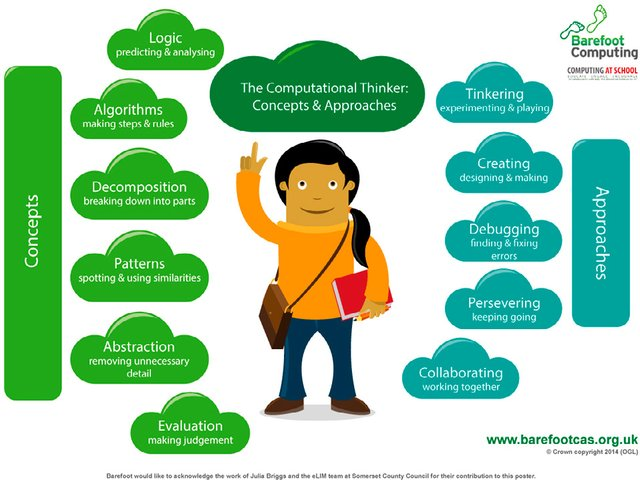 Logic
predicting & analysing
Barefoot
Computing
COMPUTING AT SCHOOL
The Computational Thinker:
Concepts & Approaches
Concepts
Algorithms
making steps & rules
Decomposition
breaking down into parts
Patterns
spotting & using similarities
Abstraction
removing unnecessary
detail
Evaluation
making judgement
Tinkering
experimenting & playing
Creating
designing & making
Debugging
finding & fixing
errors
Persevering
keeping going
Collaborating
working together
Approaches
www.barefootcas.org.uk
© Crown copyright 2014 (OGL)
Barefoot would like to acknowledge the work of Julia Briggs and the eLIM team at Somerset County Council for their contribution to this poster.